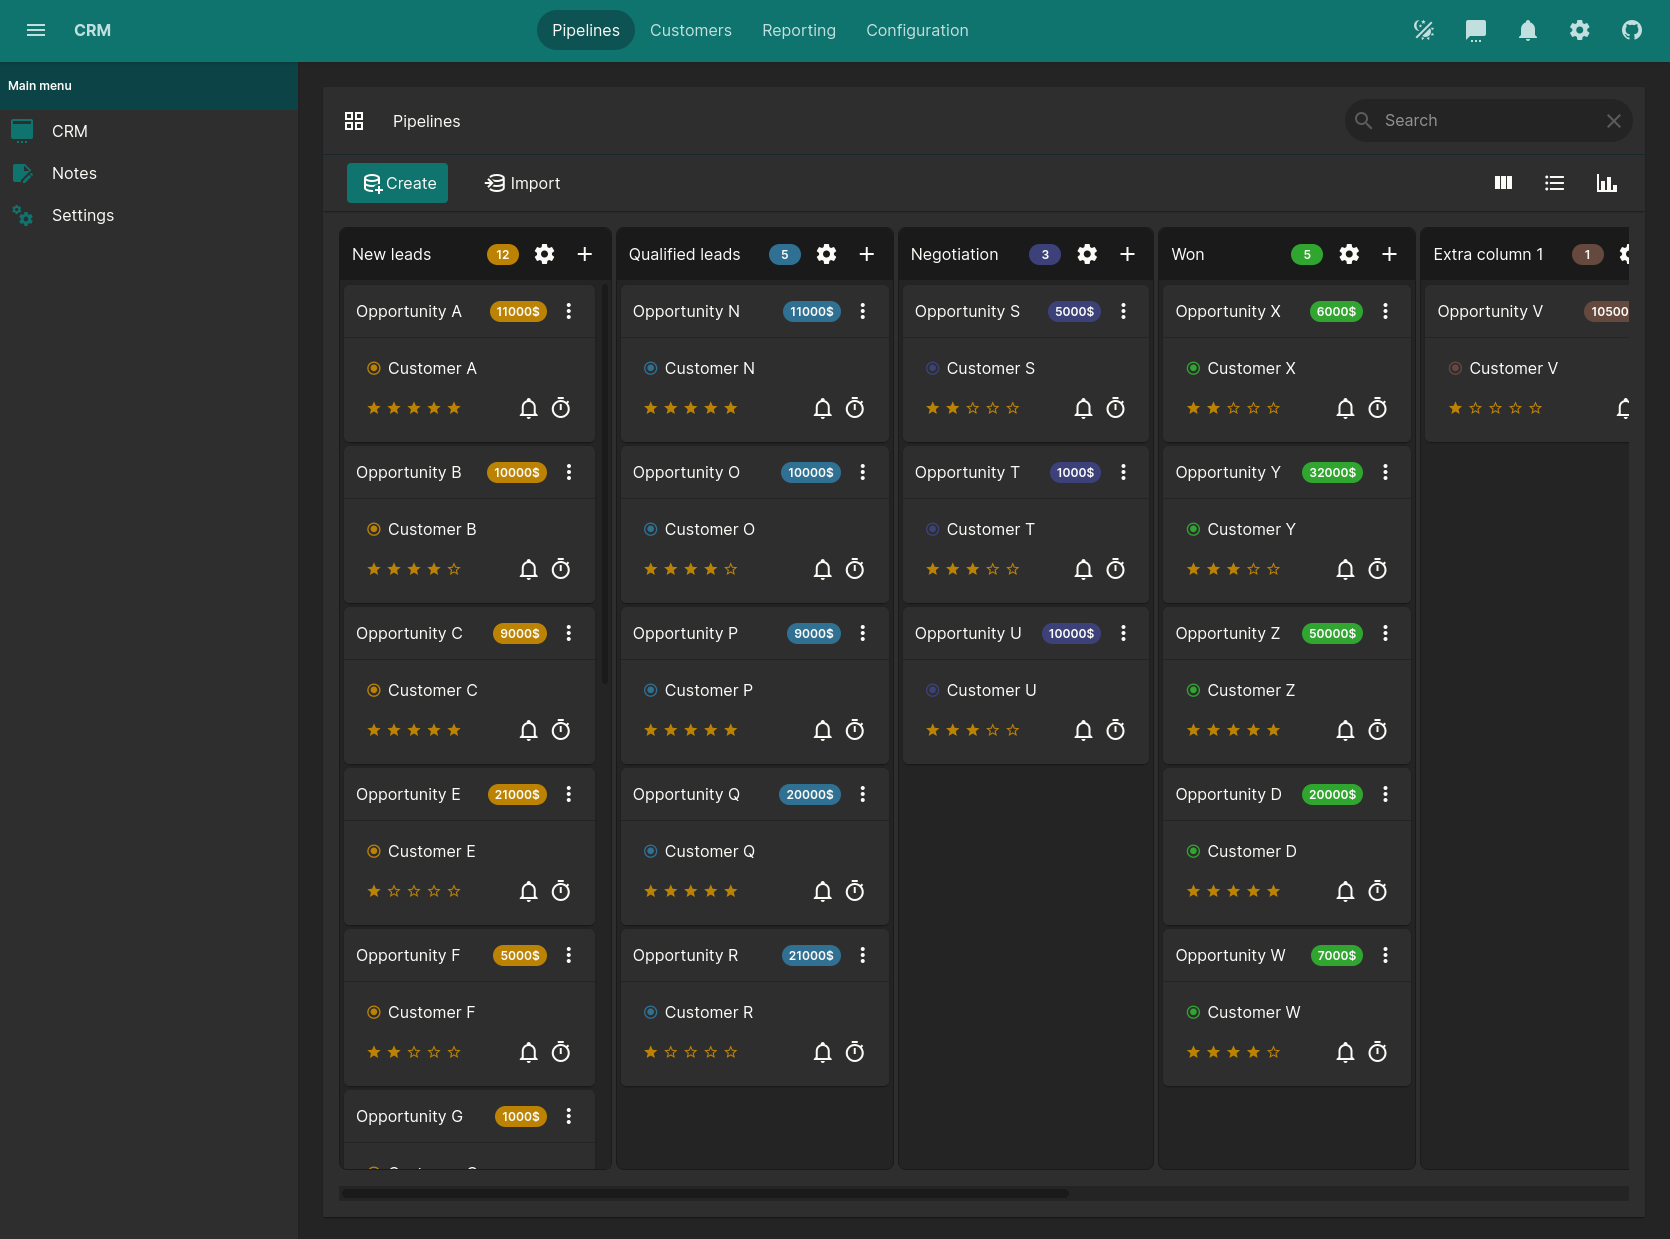 CRM
Pipelines
Customers
Reporting
Configuration
Main menu
CRM
Notes
Settings
Pipelines
Search
Create
Import
New leads
12
Opportunity A
11000$
Customer A
Opportunity B
10000$
Customer B
Opportunity C
9000$
Customer C
Opportunity E
21000$
Customer E
Opportunity F
5000$
Customer F
Opportunity G
1000$
Qualified leads
5
Opportunity N
11000$
Customer N
Opportunity O
10000$
Customer O
Opportunity P
9000$
Customer P
Opportunity Q
20000$
Customer Q
Opportunity R
21000$
Customer R
Negotiation
3
Opportunity S
5000$
Customer S
Opportunity T
1000$
Customer T
Opportunity U
10000$
Customer U
Won
5
Opportunity X
6000$
Customer X
Opportunity Y
32000$
Customer Y
Opportunity Z
50000$
Customer Z
Opportunity D
20000$
Customer D
Opportunity W
7000$
Customer W
Extra column 1
1
Opportunity V
10500
Customer V